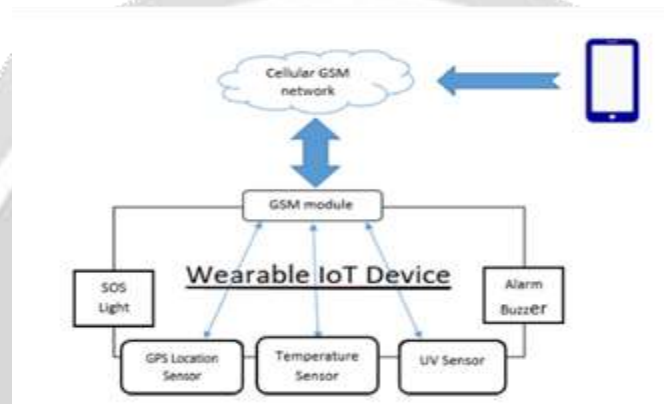 Cellular GSM
network
GSM module
Wearable IoT Device
SOS
Light
Alarm
Buzzer
GPS Location
Sensor
Temperature
Sensor
UV Sensor